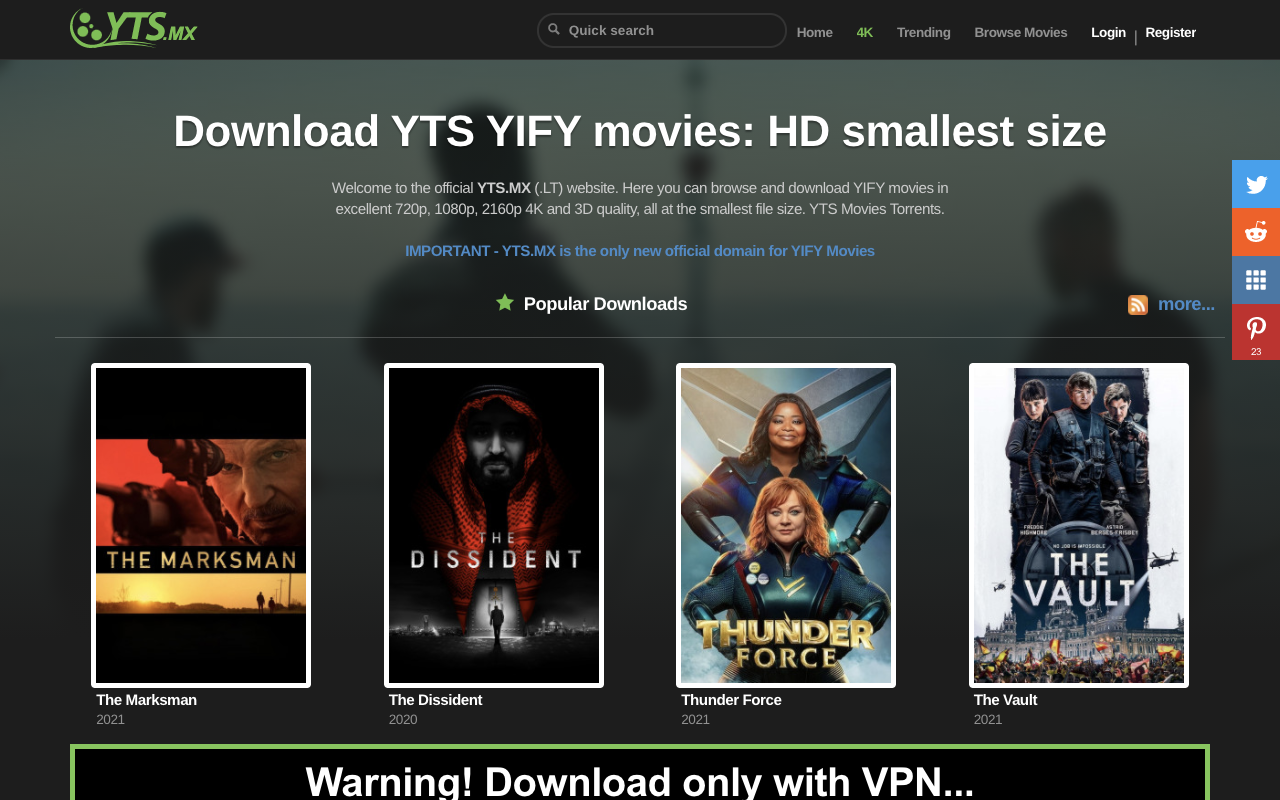 YTS.MX
Quick search
Home
4K
Trending
Browse Movies
Login | Register
Download YTS YIFY movies: HD smallest size
Welcome to the official YTS.MX (.LT) website. Here you can browse and download YIFY movies in
excellent 720p, 1080p, 2160p 4K and 3D quality, all at the smallest file size. YTS Movies Torrents.
IMPORTANT - YTS.MX is the only new official domain for YIFY Movies
Popular Downloads
more...
23
THE MARKSMAN
THE
DISSIDENT
THUNDER
FORCE
FREDDIE
HIGHMORE
ASTRID
BERGÈS-FRISBEY
NO JOB IS IMPOSSIBLE
THE
VAULT
The Marksman
2021
The Dissident
2020
Thunder Force
2021
The Vault
2021
Warning! Download only with VPN...